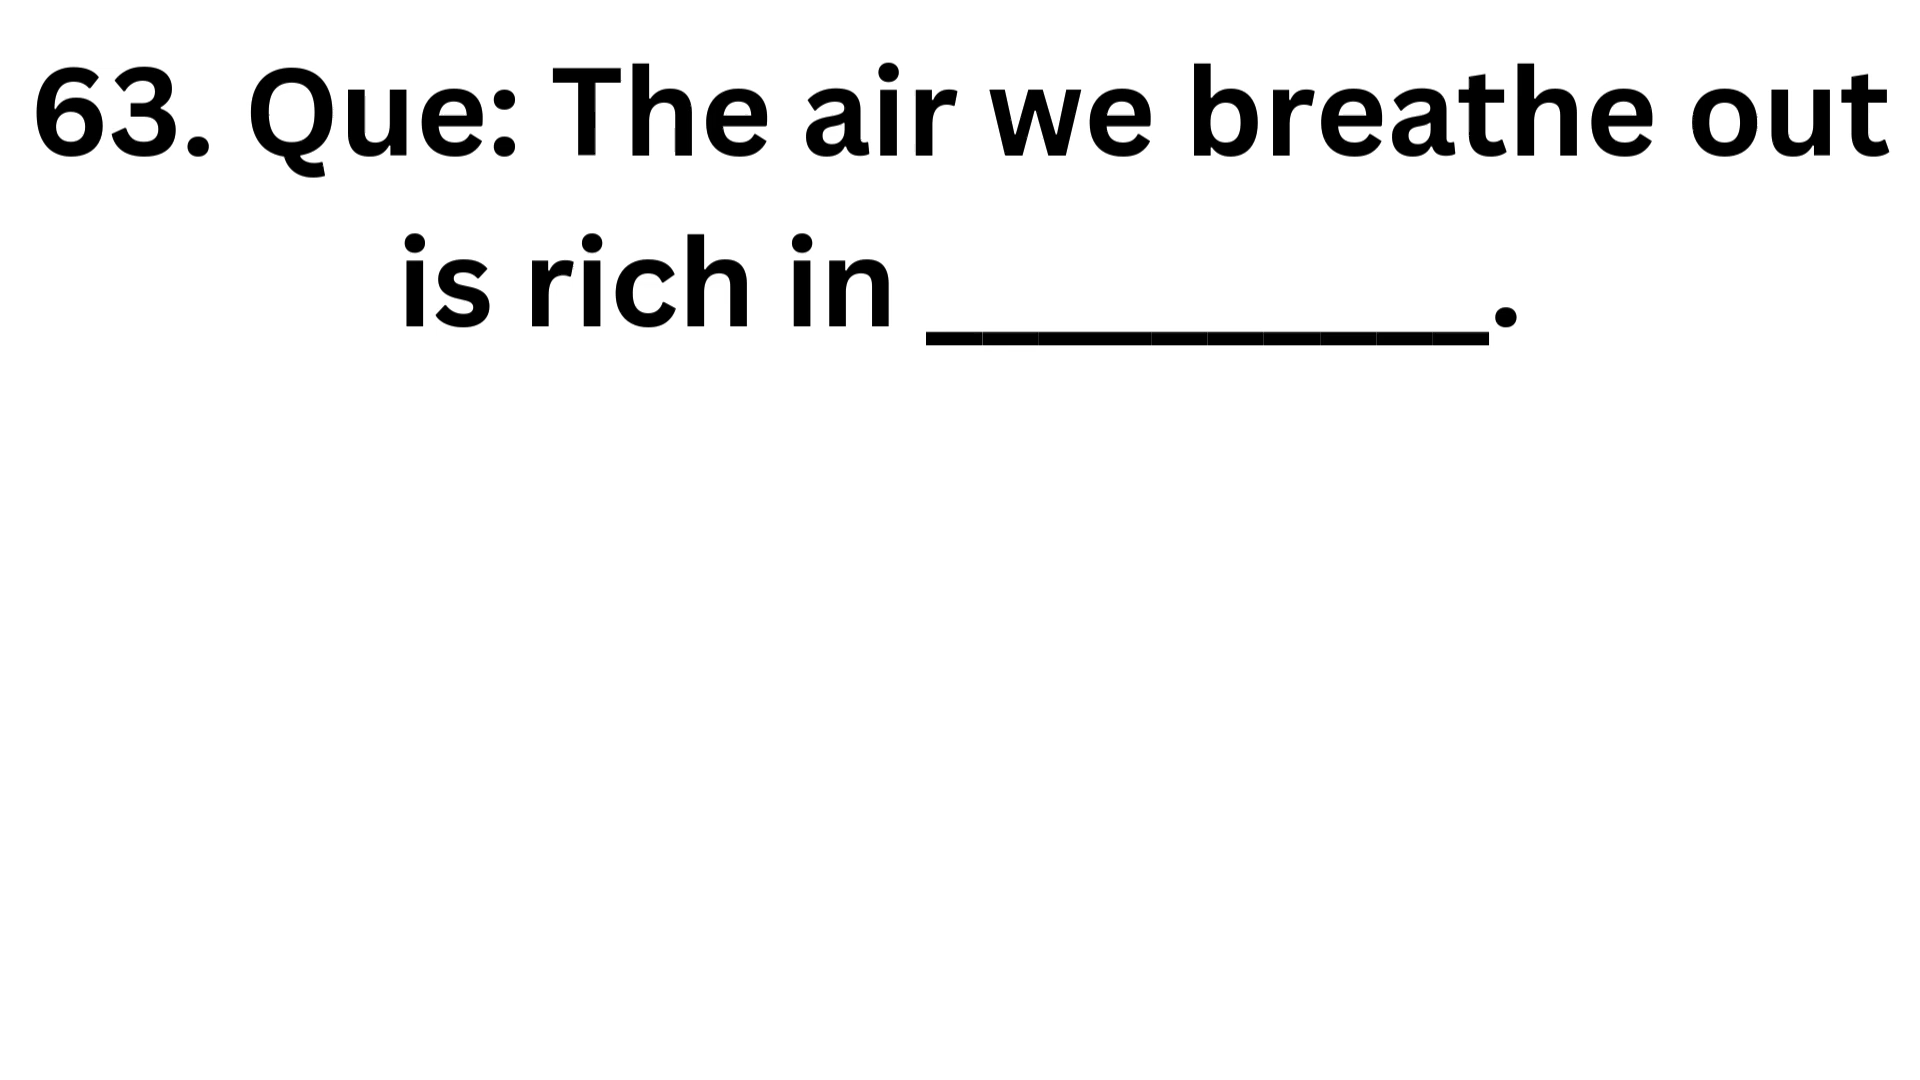 63. Que: The air we breathe out
is rich in __________.